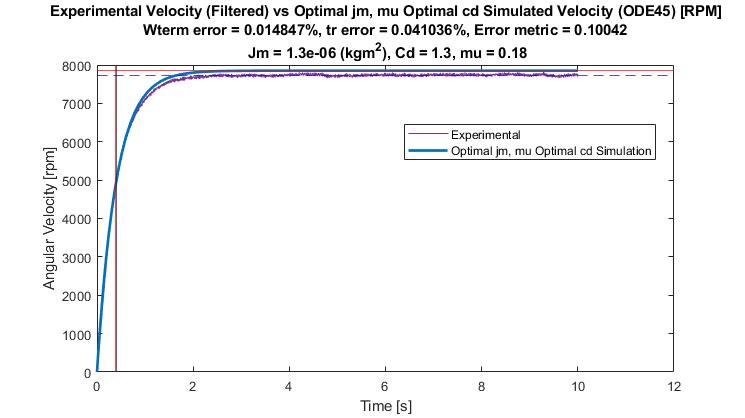 Experimental Velocity (Filtered) vs Optimal jm, mu Optimal cd Simulated Velocity (ODE45) [RPM]
Wterm error = 0.014847%, tr error = 0.041036%, Error metric = 0.10042
Jm = 1.3e-06 (kgm²), Cd = 1.3, mu = 0.18
8000
7000
6000
5000
4000
3000
2000
1000
0
Angular Velocity [rpm]
Experimental
Optimal jm, mu Optimal cd Simulation
0 2 4 6 8 10 12
Time [s]